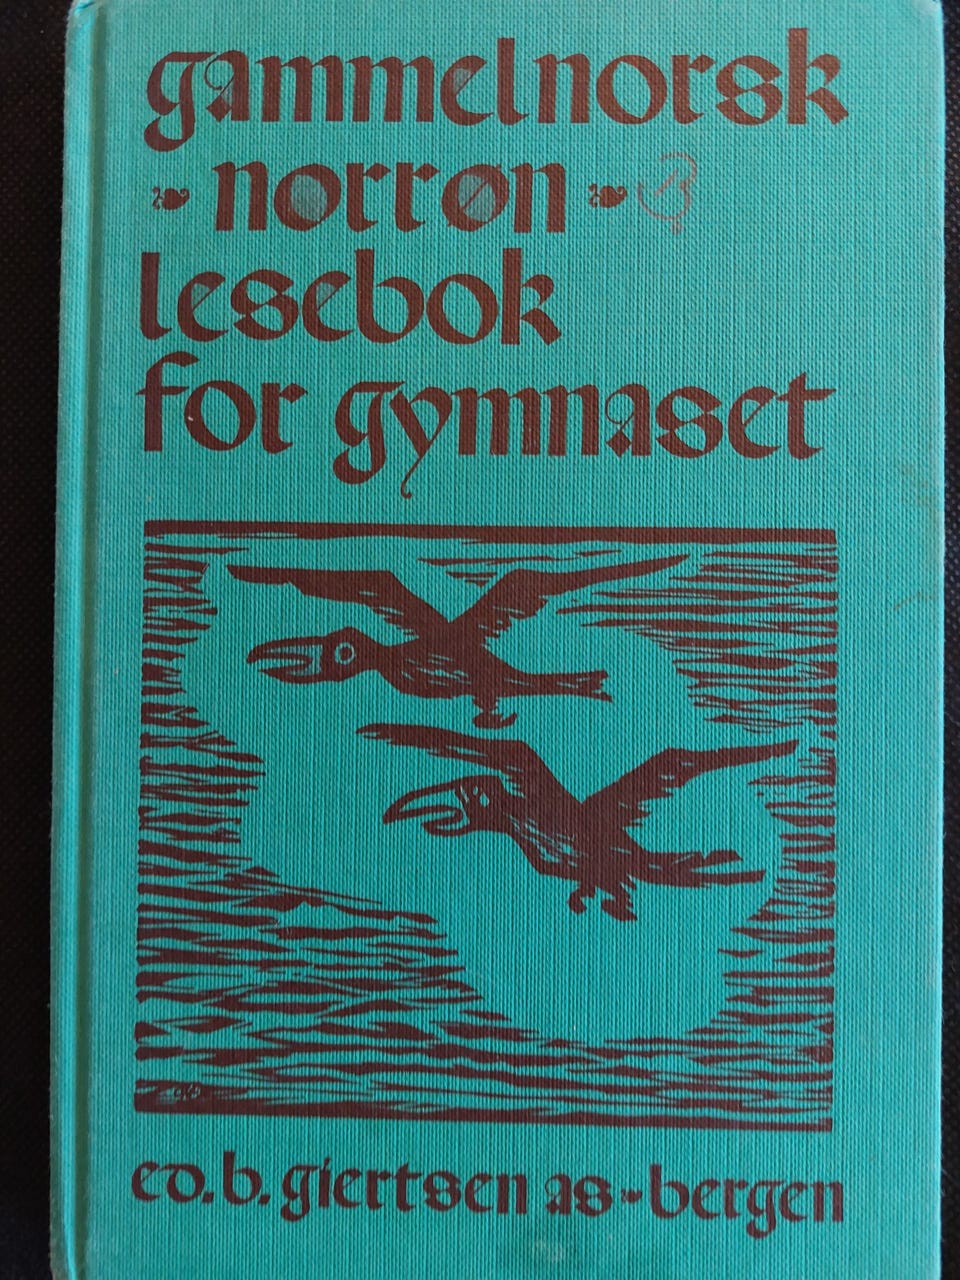 gammelnorsk
norrøn
lesebok
for gymnaset
ed. b. giertsen as - bergen